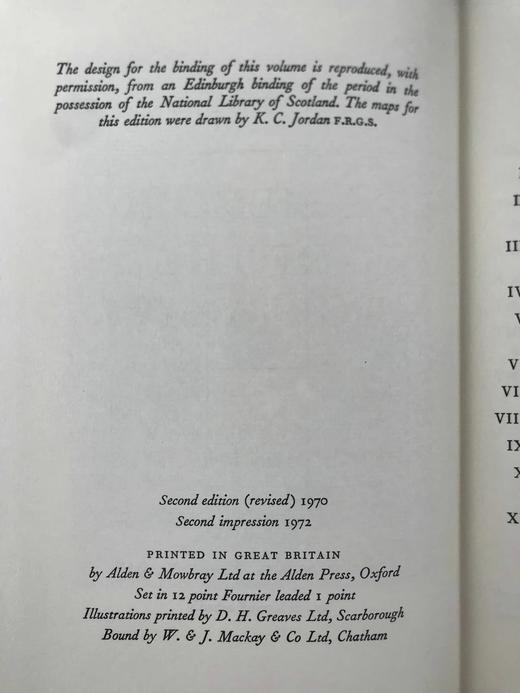 The design for the binding of this volume is reproduced, with
permission, from an Edinburgh binding of the period in the
possession of the National Library of Scotland. The maps for
this edition were drawn by K. C. Jordan F.R.G.S.
Second edition (revised) 1970
Second impression 1972
PRINTED IN GREAT BRITAIN
by Alden & Mowbray Ltd at the Alden Press, Oxford
Set in 12 point Fournier leaded 1 point
Illustrations printed by D. H. Greaves Ltd, Scarborough
Bound by W. & J. Mackay & Co Ltd, Chatham